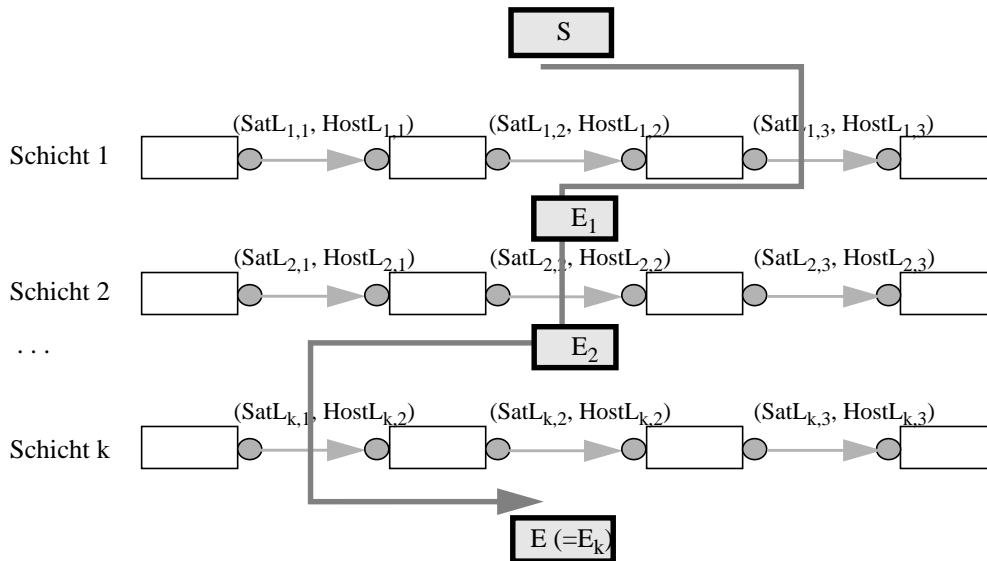 S
(SatL1,1, HostL1,1) (SatL1,2, HostL1,2) (SatL1,3, HostL1,3)
Schicht 1
E1
(SatL2,1, HostL2,1) (SatL2,2, HostL2,2) (SatL2,3, HostL2,3)
Schicht 2
E2
. . .
(SatLk,1, HostLk,2) (SatLk,2, HostLk,2) (SatLk,3, HostLk,3)
Schicht k
E (=Ek)